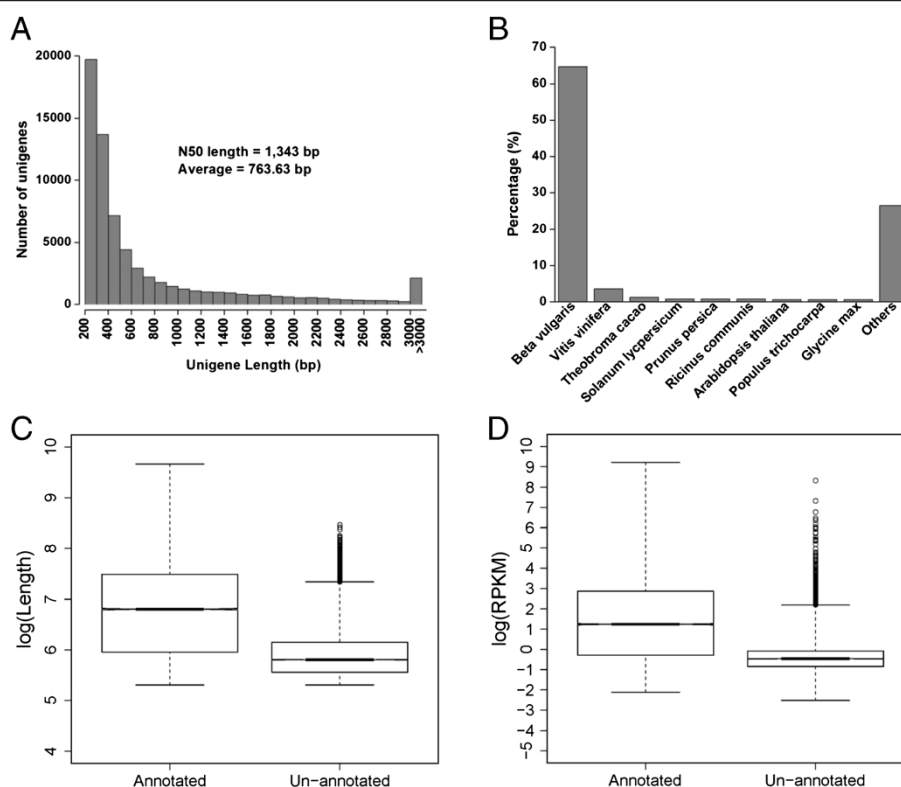 A
20000
15000
10000
5000
0
Number of unigenes
N50 length = 1,343 bp
Average = 763.63 bp
200
400
600
800
1000
1200
1400
1600
1800
2000
2200
2400
2600
2800
3000
>3000
Unigene Length (bp)
B
70
60
50
40
30
20
10
0
Percentage (%)
Beta vulgaris
Vitis vinifera
Theobroma cacao
Solanum lycpersicum
Prunus persica
Ricinus communis
Arabidopsis thaliana
Populus trichocarpa
Glycine max
Others
C
10
9
8
7
6
5
4
log(Length)
Annotated
Un-annotated
D
10
9
8
7
6
5
4
3
2
1
0
-1
-2
-3
-4
-5
log(RPKM)
Annotated
Un-annotated